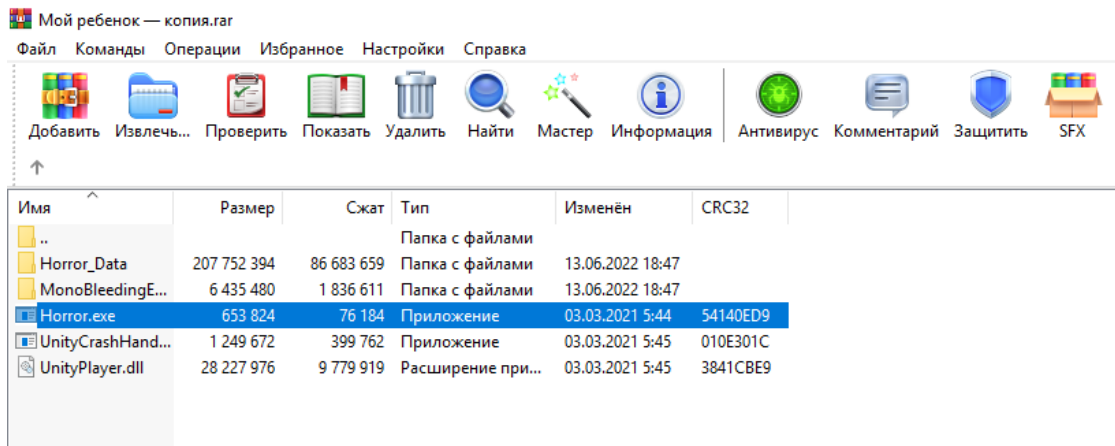 Мой ребенок — копия.rar
Файл Команды Операции Избранное Настройки Справка
Добавить Извлечь... Проверить Показать Удалить Найти Мастер Информация Антивирус Комментарий Защитить SFX
Имя Размер Сжат Тип Изменён CRC32
.. Папка с файлами
Horror_Data 207 752 394 86 683 659 Папка с файлами 13.06.2022 18:47
MonoBleedingE... 6 435 480 1 836 611 Папка с файлами 13.06.2022 18:47
Horror.exe 653 824 76 184 Приложение 03.03.2021 5:44 54140ED9
UnityCrashHand... 1 249 672 399 762 Приложение 03.03.2021 5:45 010E301C
UnityPlayer.dll 28 227 976 9 779 919 Расширение при... 03.03.2021 5:45 3841CBE9